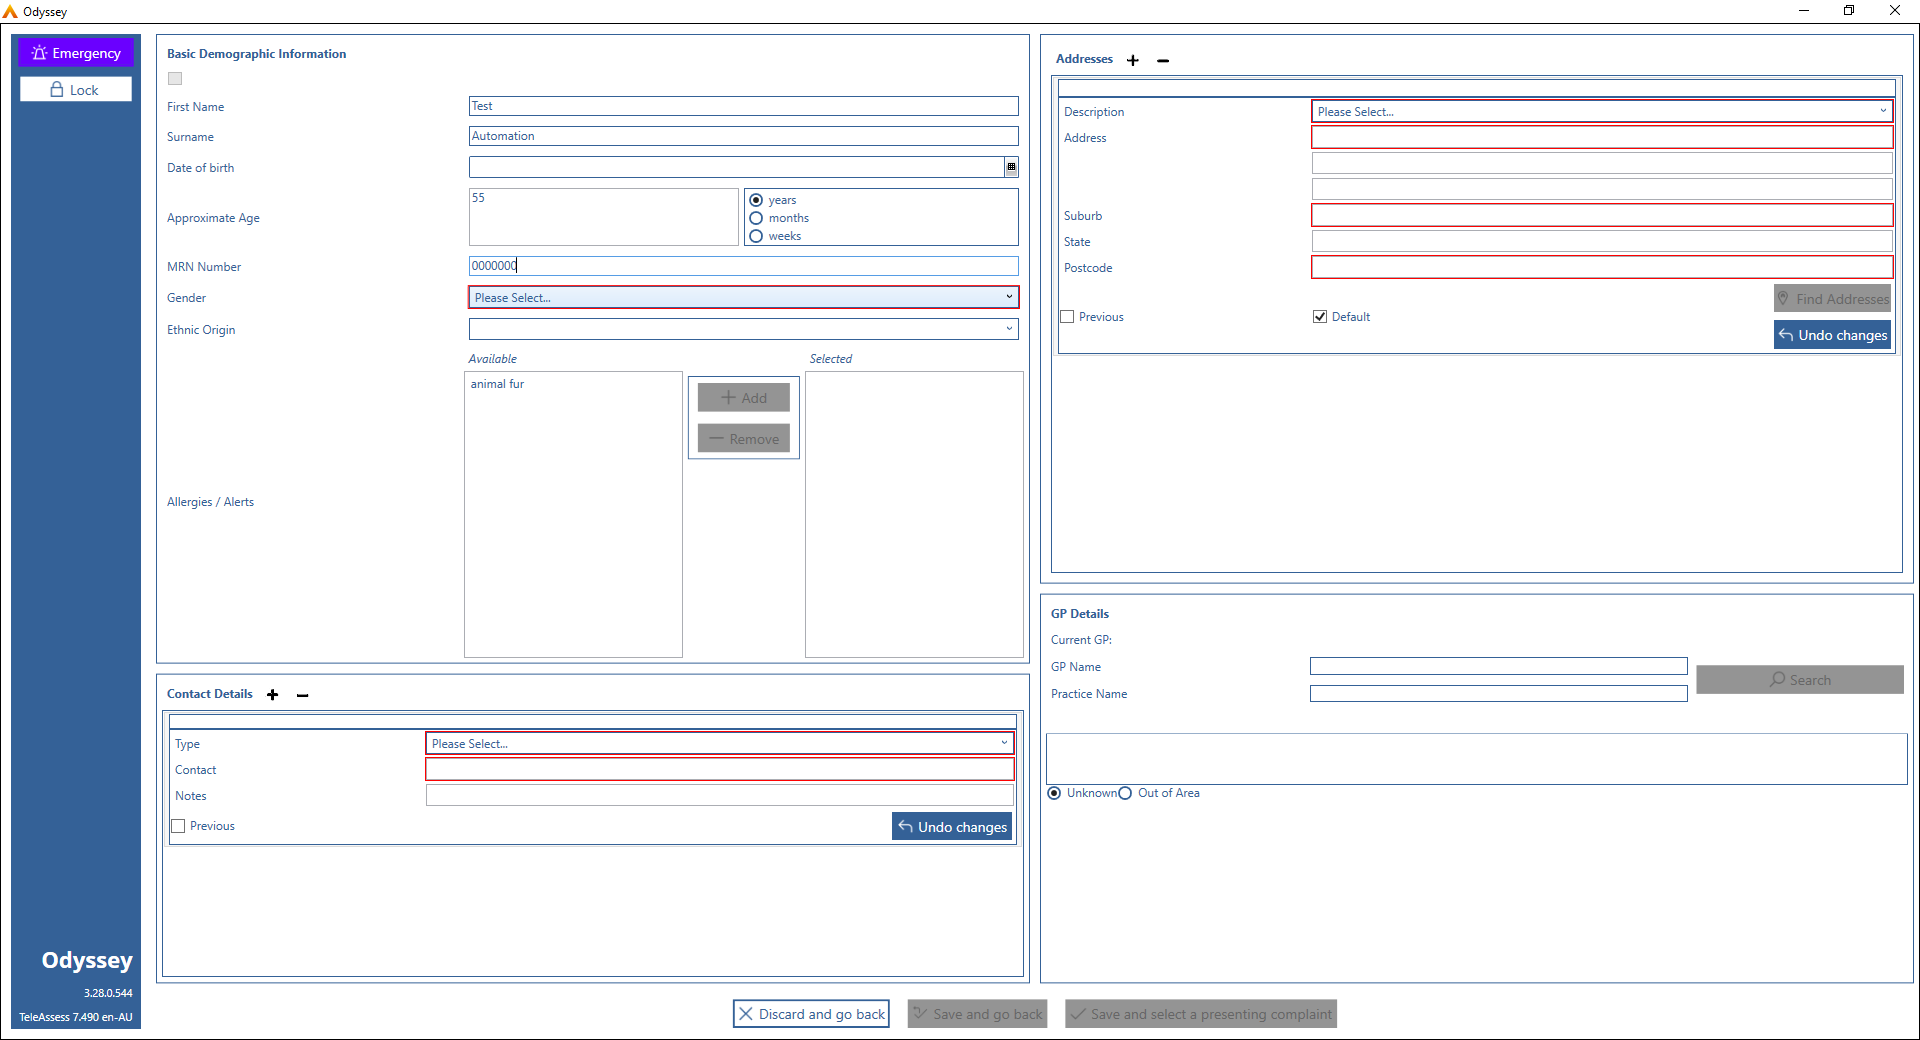 Odyssey
Emergency
Lock
Basic Demographic Information
First Name
Test
Surname
Automation
Date of birth
Approximate Age
55
years
months
weeks
MRN Number
0000000
Gender
Please Select...
Ethnic Origin
Available
Selected
animal fur
Add
Remove
Allergies / Alerts
Contact Details
Type
Please Select...
Contact
Notes
Previous
Undo changes
Addresses
Description
Please Select...
Address
Suburb
State
Postcode
Find Addresses
Previous
Default
Undo changes
GP Details
Current GP:
GP Name
Practice Name
Search
Unknown
Out of Area
Odyssey
3.28.0.544
TeleAssess 7.490 en-AU
Discard and go back
Save and go back
Save and select a presenting complaint